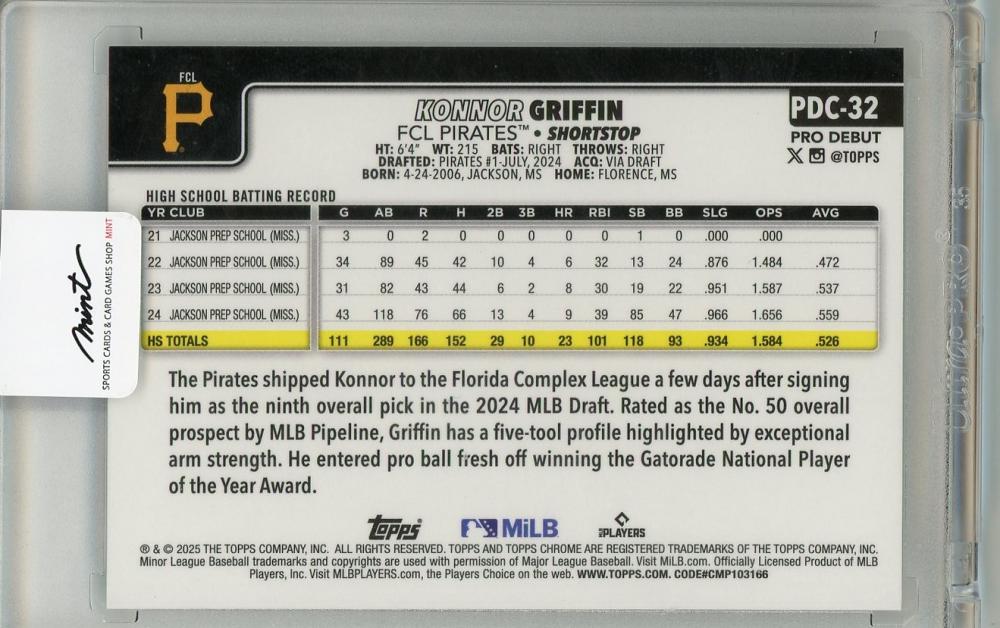 FCL
P
KONNOR GRIFFIN
PDC-32
FCL PIRATES™ • SHORTSTOP
PRO DEBUT
HT: 6'4" WT: 215 BATS: RIGHT THROWS: RIGHT
@TOPPS
DRAFTED: PIRATES #1-JULY, 2024 ACQ: VIA DRAFT
BORN: 4-24-2006, JACKSON, MS HOME: FLORENCE, MS
HIGH SCHOOL BATTING RECORD
YR CLUB G AB R H 2B 3B HR RBI SB BB SLG OPS AVG
21 JACKSON PREP SCHOOL (MISS.) 3 0 2 0 0 0 0 0 1 0 .000 .000
22 JACKSON PREP SCHOOL (MISS.) 34 89 45 42 10 4 6 32 13 24 .876 1.484 .472
23 JACKSON PREP SCHOOL (MISS.) 31 82 43 44 6 2 8 30 19 22 .951 1.587 .537
24 JACKSON PREP SCHOOL (MISS.) 43 118 76 66 13 4 9 39 85 47 .966 1.656 .559
HS TOTALS 111 289 166 152 29 10 23 101 118 93 .934 1.584 .526
The Pirates shipped Konnor to the Florida Complex League a few days after signing
him as the ninth overall pick in the 2024 MLB Draft. Rated as the No. 50 overall
prospect by MLB Pipeline, Griffin has a five-tool profile highlighted by exceptional
arm strength. He entered pro ball fresh off winning the Gatorade National Player
of the Year Award.
topps MiLB PLAYERS
® & © 2025 THE TOPPS COMPANY, INC. ALL RIGHTS RESERVED. TOPPS AND TOPPS CHROME ARE REGISTERED TRADEMARKS OF THE TOPPS COMPANY, INC.
Minor League Baseball trademarks and copyrights are used with permission of Major League Baseball. Visit MiLB.com. Officially Licensed Product of MLB
Players, Inc. Visit MLBPLAYERS.com, the Players Choice on the web. WWW.TOPPS.COM. CODE#CMP103166
mint
SPORTS CARDS & CARD GAMES SHOP MINT